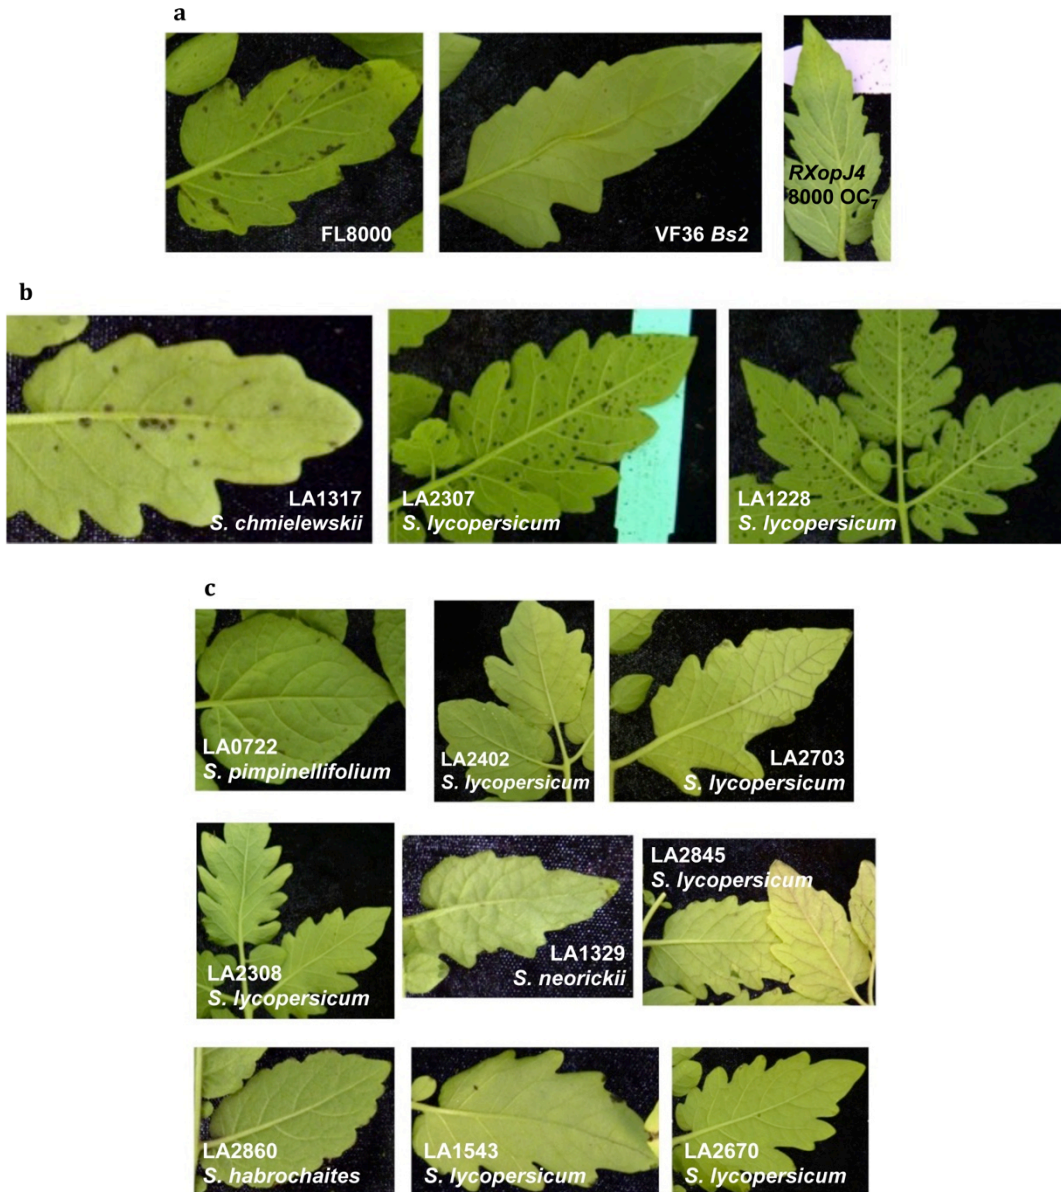 a
FL8000
VF36 Bs2
RXopJ4
8000 OC₇
b
LA1317
S. chmielewskii
LA2307
S. lycopersicum
LA1228
S. lycopersicum
c
LA0722
S. pimpinellifolium
LA2402
S. lycopersicum
LA2703
S. lycopersicum
LA2308
S. lycopersicum
LA1329
S. neorickii
LA2845
S. lycopersicum
LA2860
S. habrochaites
LA1543
S. lycopersicum
LA2670
S. lycopersicum